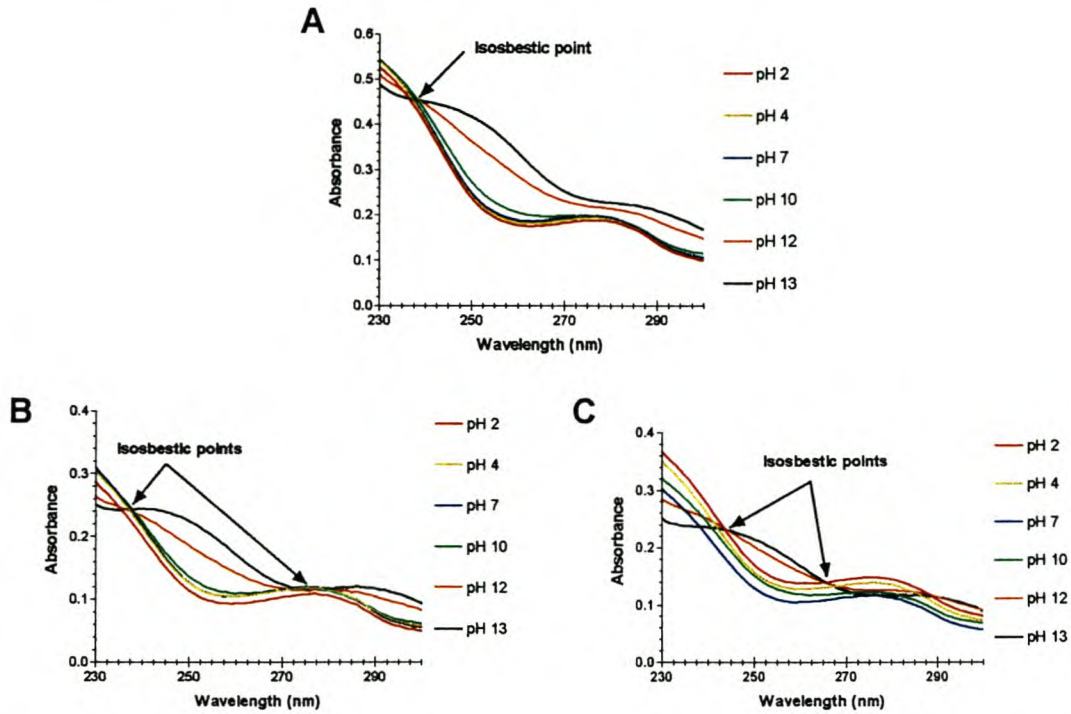 A
Isosbestic point
0.6
0.5
0.4
0.3
0.2
0.1
0.0
Absorbance
230
250
270
290
Wavelength (nm)
pH 2
pH 4
pH 7
pH 10
pH 12
pH 13
B
Isosbestic points
0.4
0.3
0.2
0.1
0.0
Absorbance
230
250
270
290
Wavelength (nm)
pH 2
pH 4
pH 7
pH 10
pH 12
pH 13
C
Isosbestic points
0.4
0.3
0.2
0.1
0.0
Absorbance
230
250
270
290
Wavelength (nm)
pH 2
pH 4
pH 7
pH 10
pH 12
pH 13